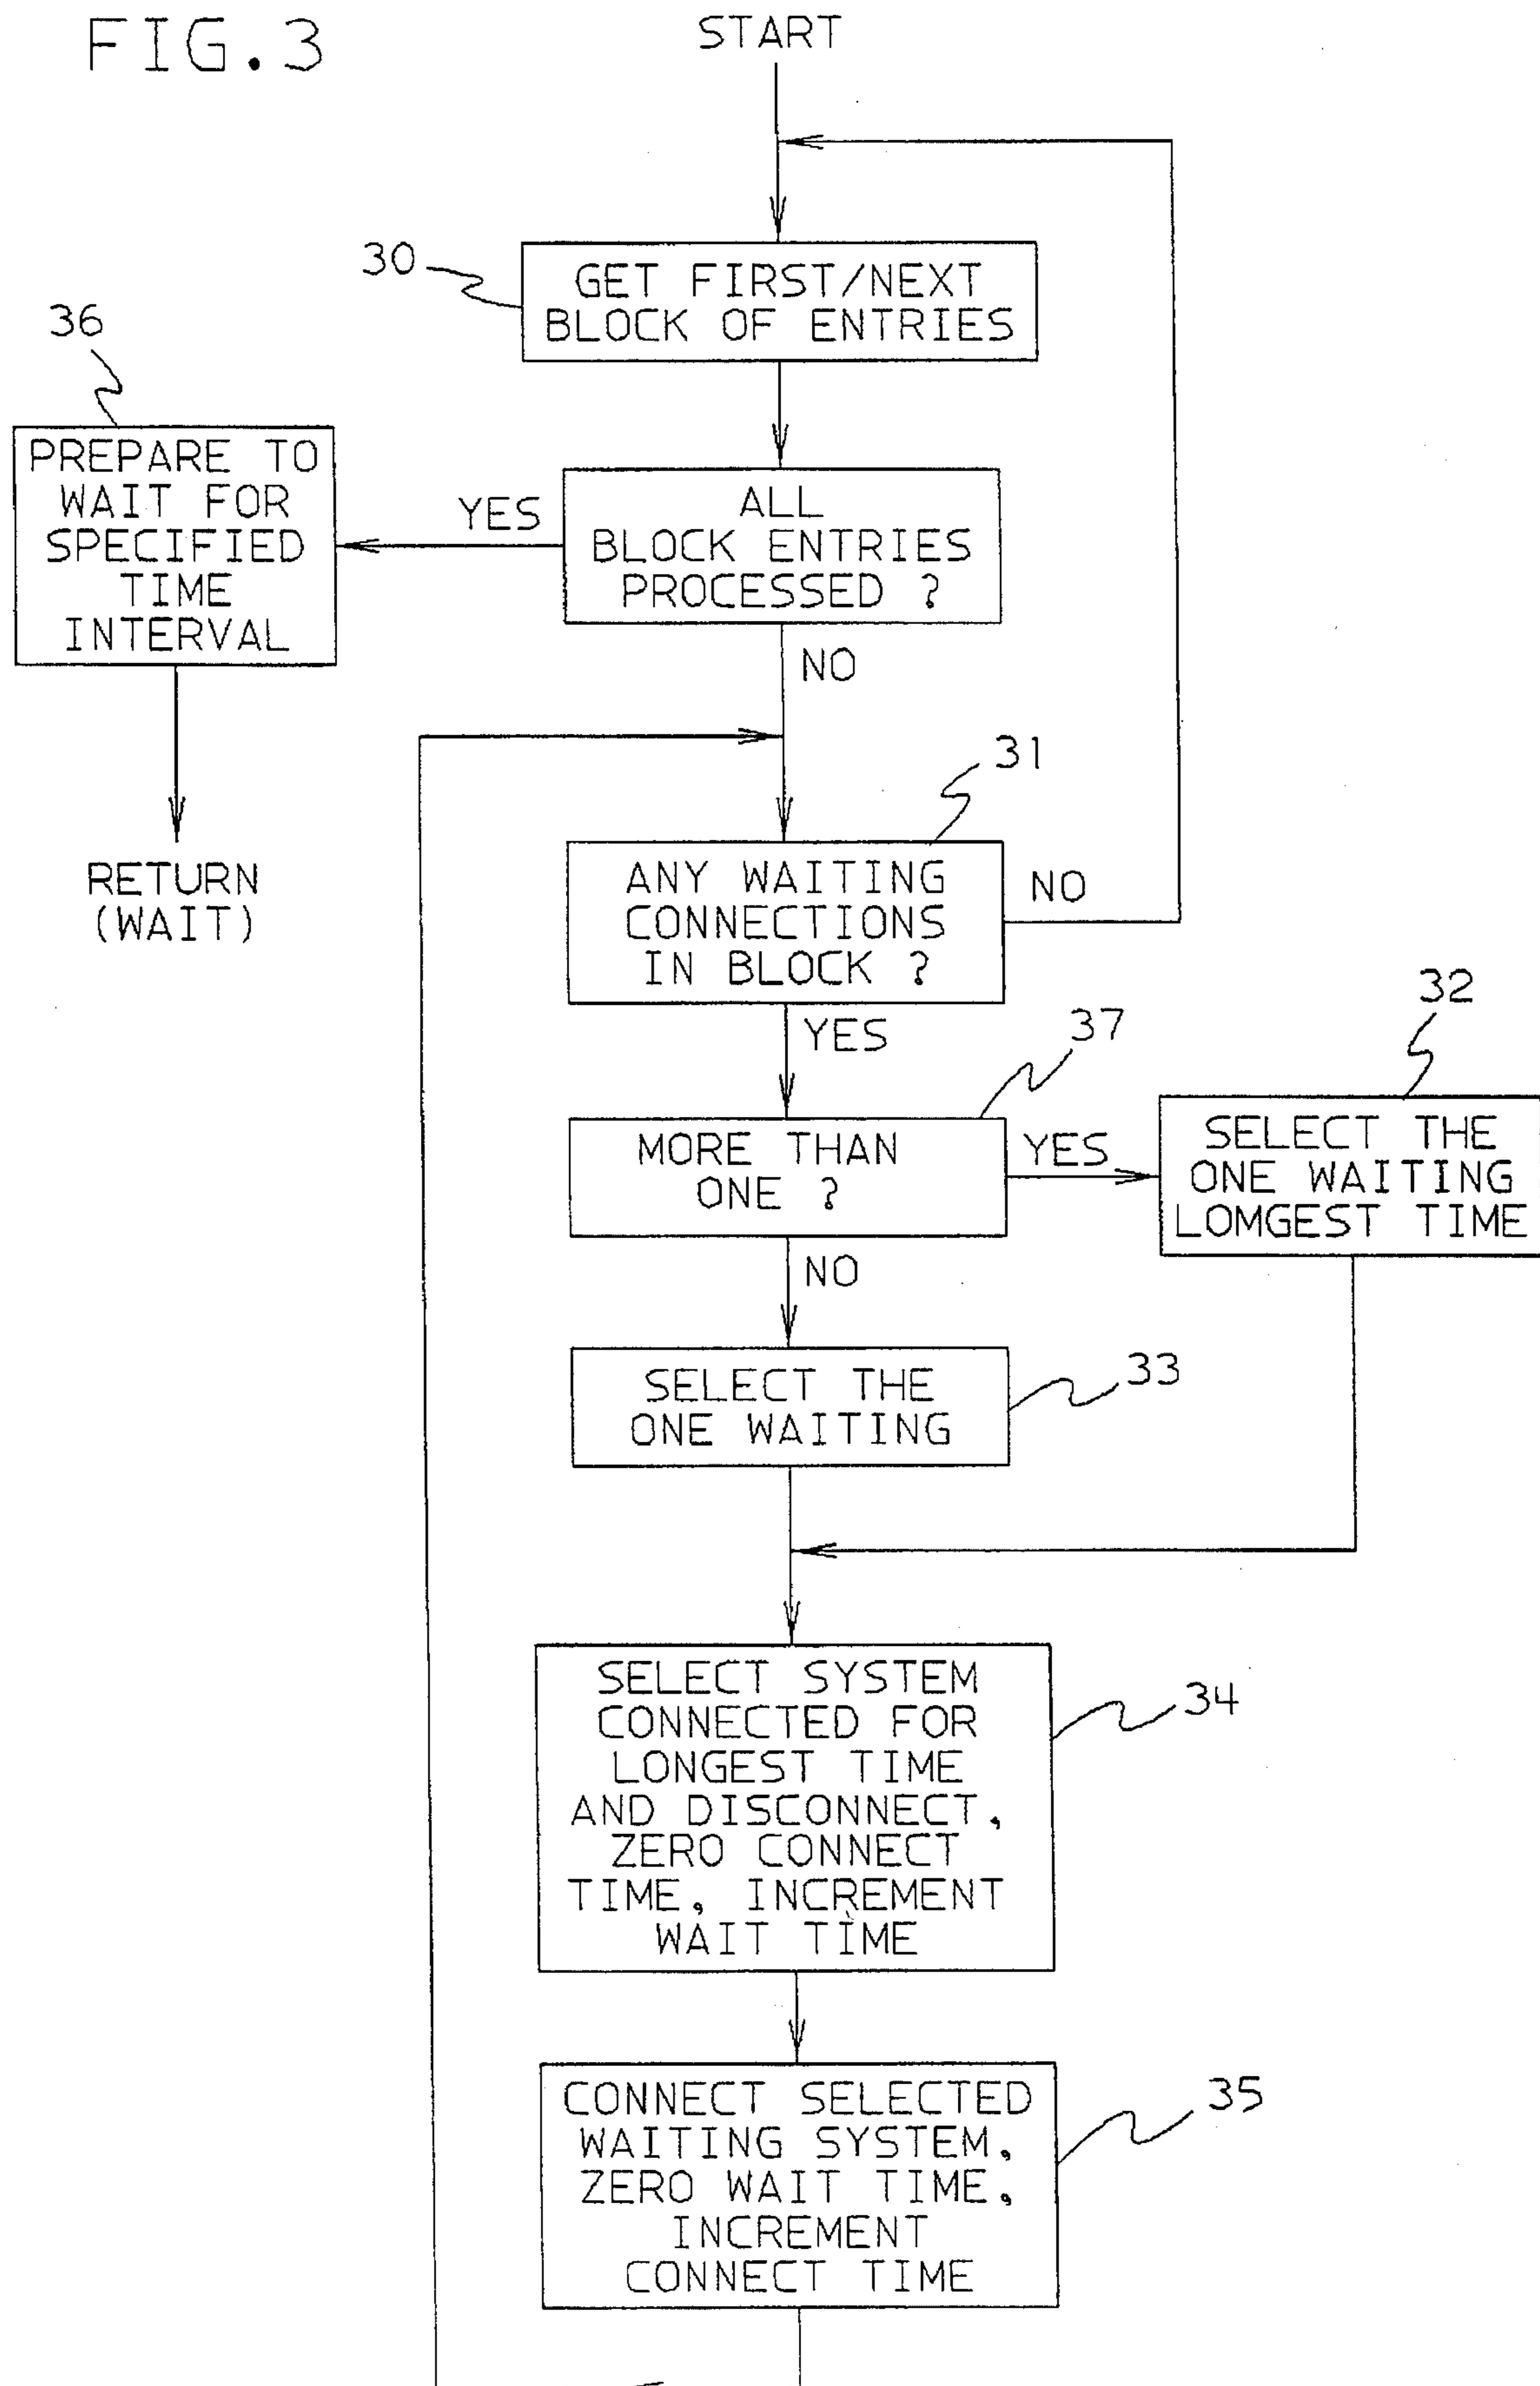 FIG.3
START
30
GET FIRST/NEXT
BLOCK OF ENTRIES
36
PREPARE TO
WAIT FOR
SPECIFIED
TIME
INTERVAL
YES
ALL
BLOCK ENTRIES
PROCESSED ?
NO
RETURN
(WAIT)
31
ANY WAITING
CONNECTIONS
IN BLOCK ?
NO
YES
37
MORE THAN
ONE ?
YES
32
SELECT THE
ONE WAITING
LOMGEST TIME
NO
SELECT THE
ONE WAITING
33
SELECT SYSTEM
CONNECTED FOR
LONGEST TIME
AND DISCONNECT,
ZERO CONNECT
TIME, INCREMENT
WAIT TIME
34
CONNECT SELECTED
WAITING SYSTEM,
ZERO WAIT TIME,
INCREMENT
CONNECT TIME
35